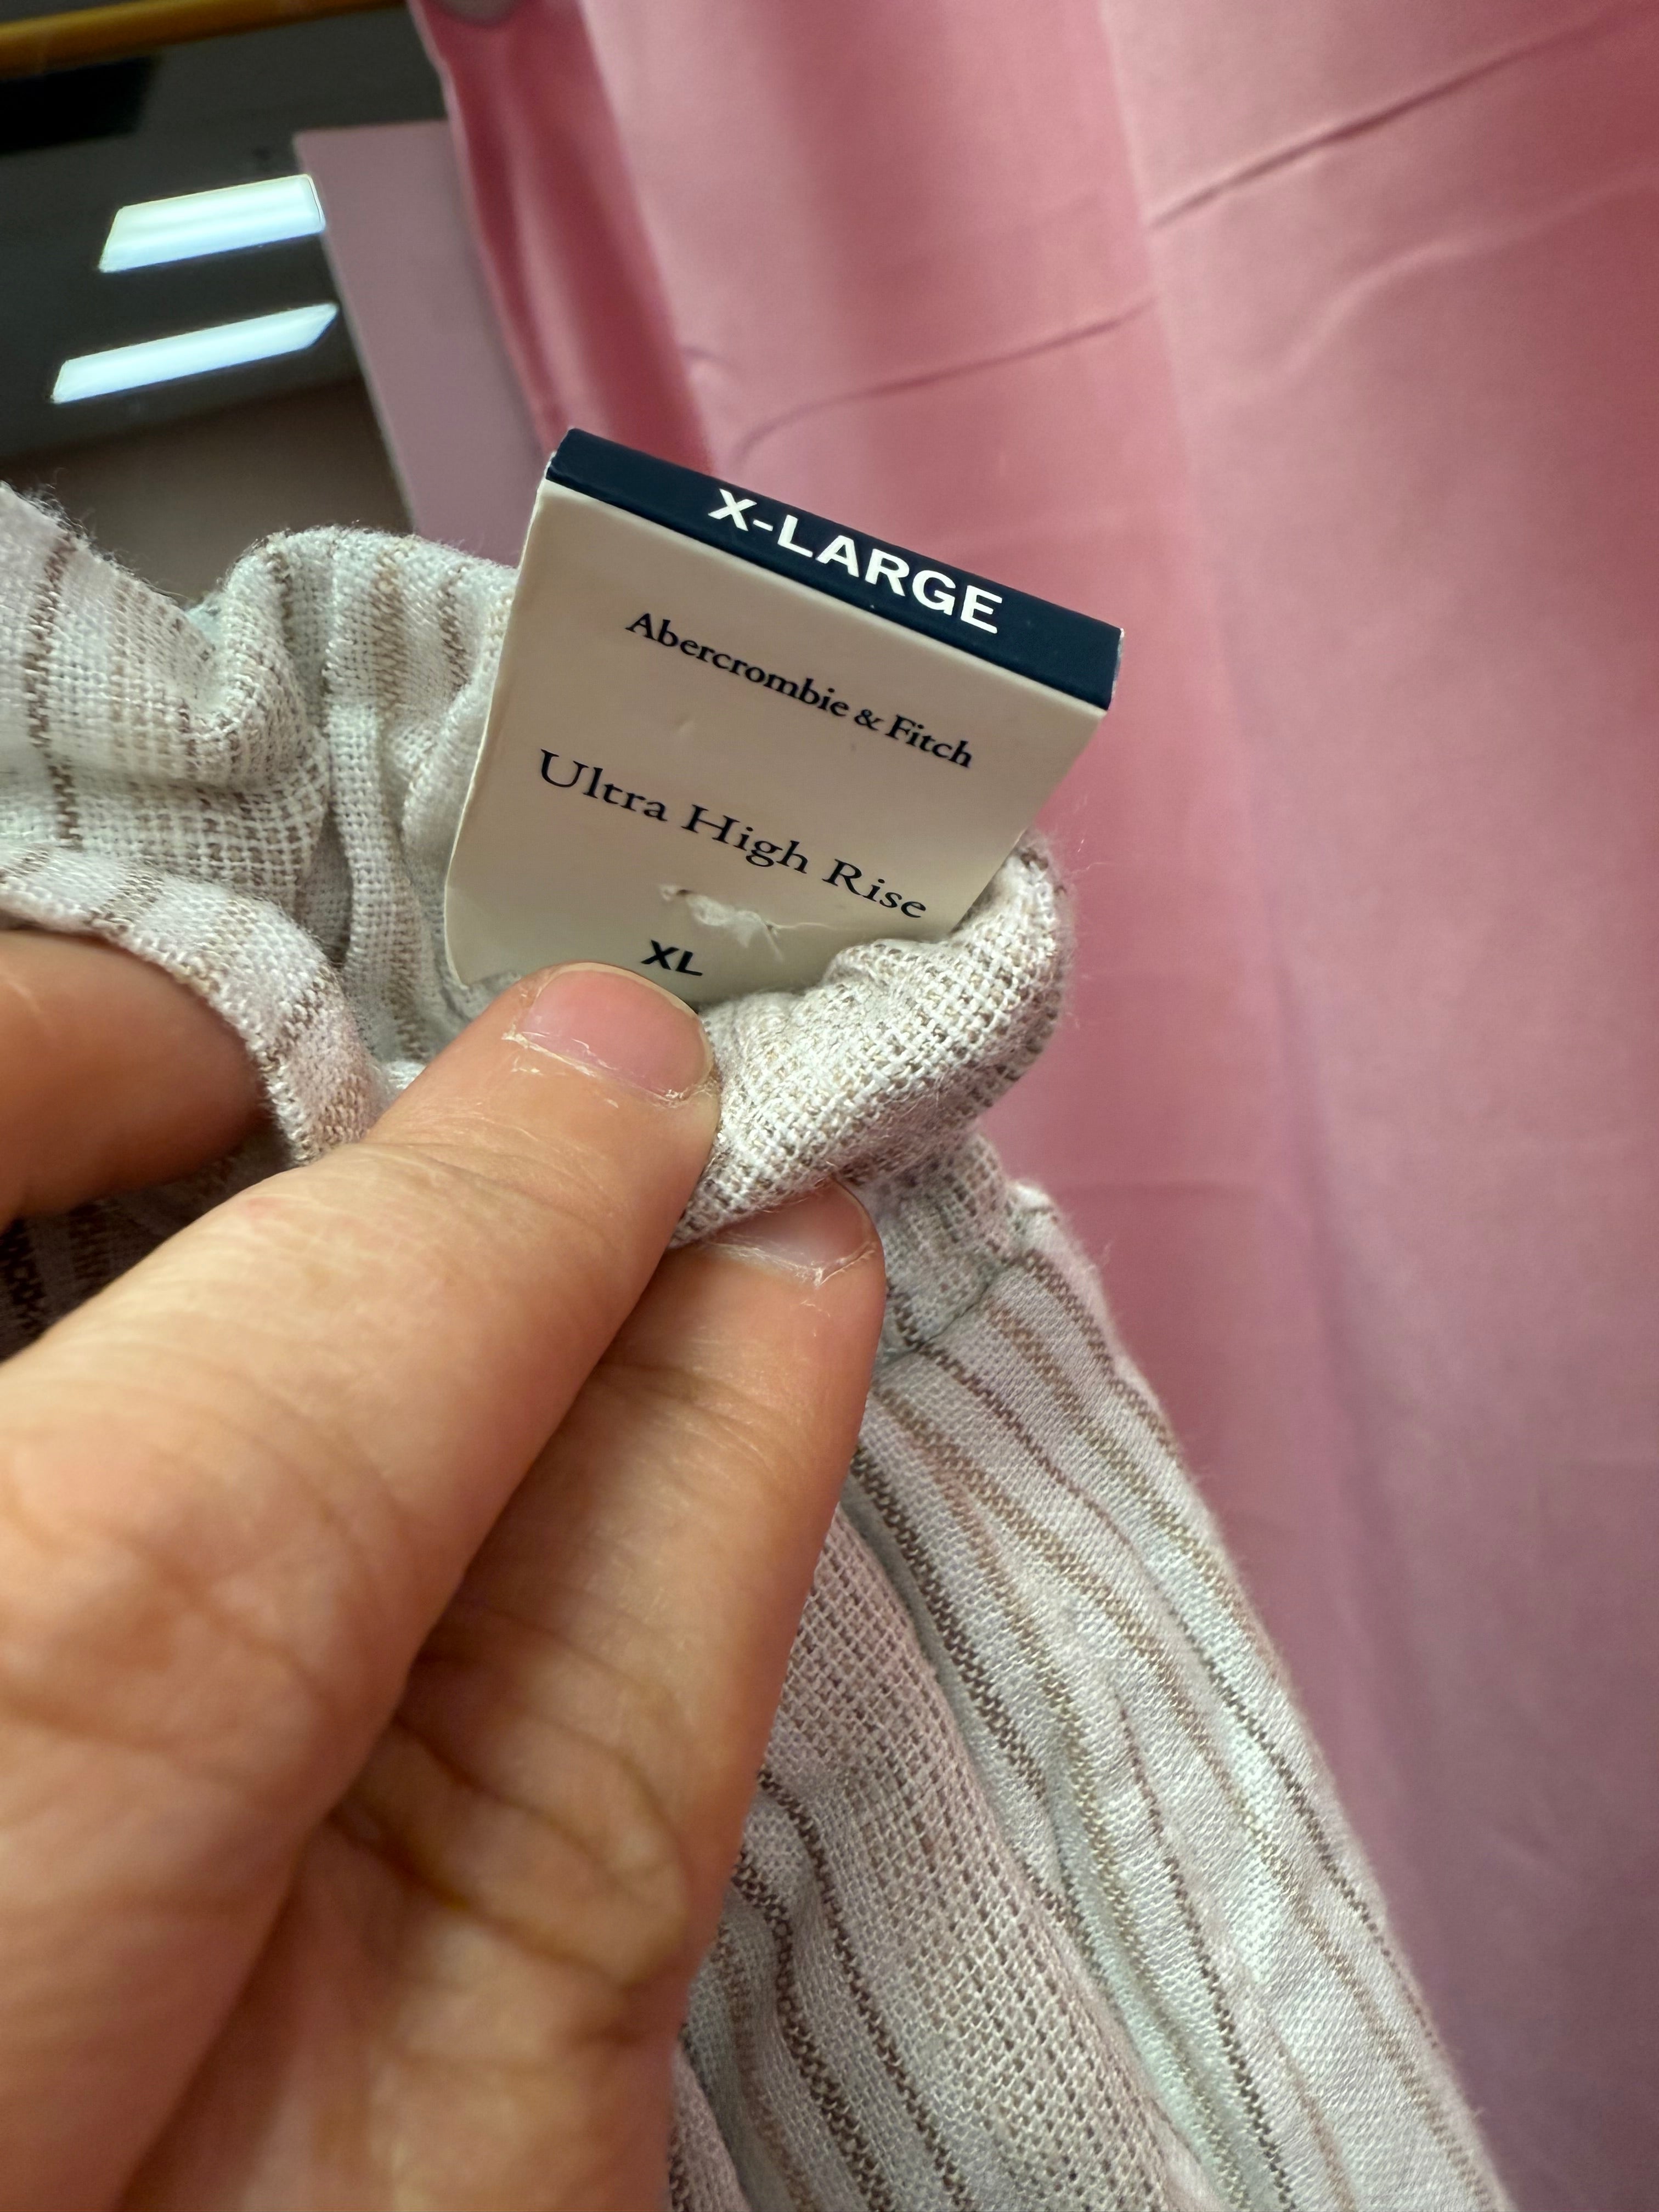 X-LARGE
Abercrombie & Fitch
Ultra High Rise
XL